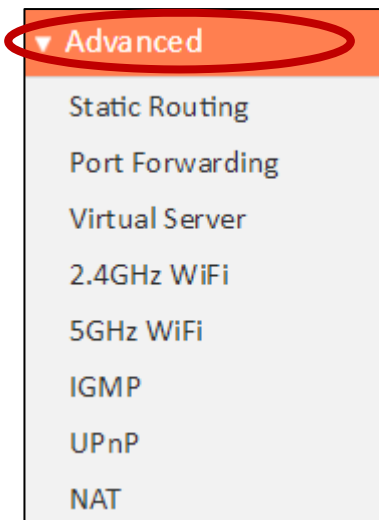 Advanced
Static Routing
Port Forwarding
Virtual Server
2.4GHz WiFi
5GHz WiFi
IGMP
UPnP
NAT